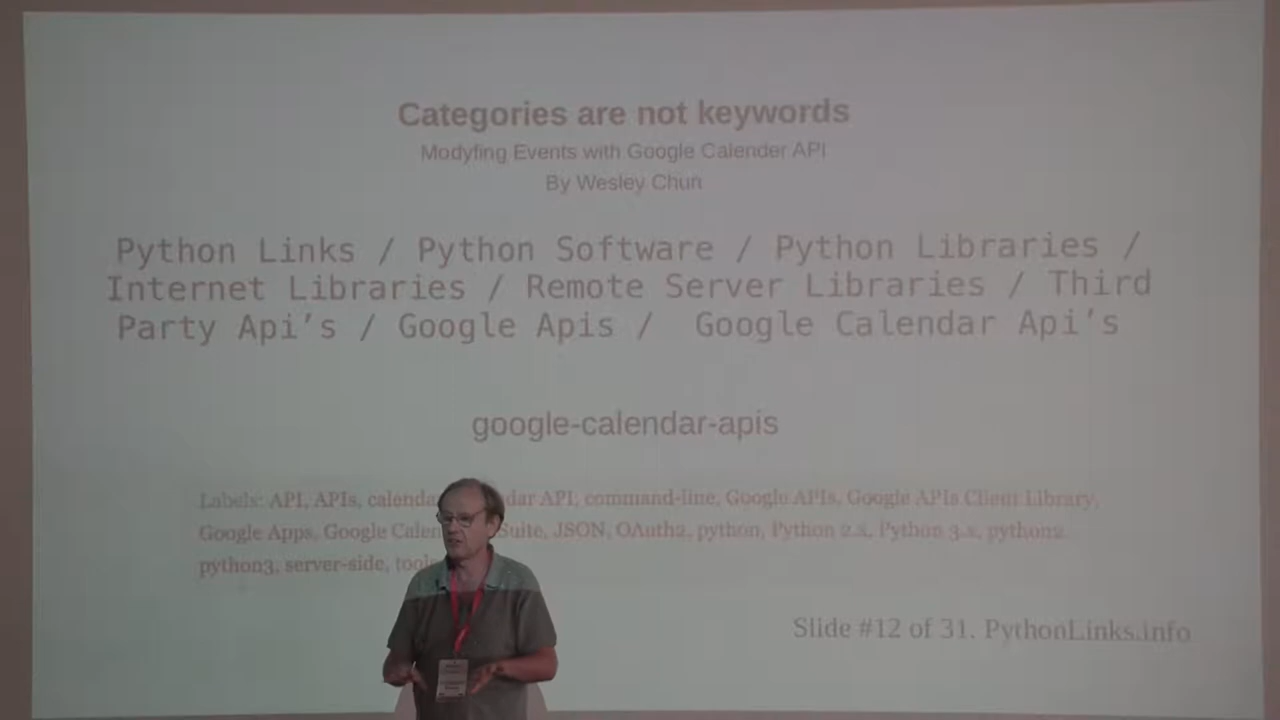 Categories are not keywords
Modyfing Events with Google Calender API
By Wesley Chun
Python Links / Python Software / Python Libraries /
Internet Libraries / Remote Server Libraries / Third
Party Api's / Google Apis / Google Calendar Api's
google-calendar-apis
Labels: API, APIs, calenda dar API, command-line, Google APIs, Google APIs Client Library,
Google Apps, Google Calen Suite, JSON, OAuth2, python, Python 2.x, Python 3.x, python2,
python3, server-side, tools
Slide #12 of 31. PythonLinks.info